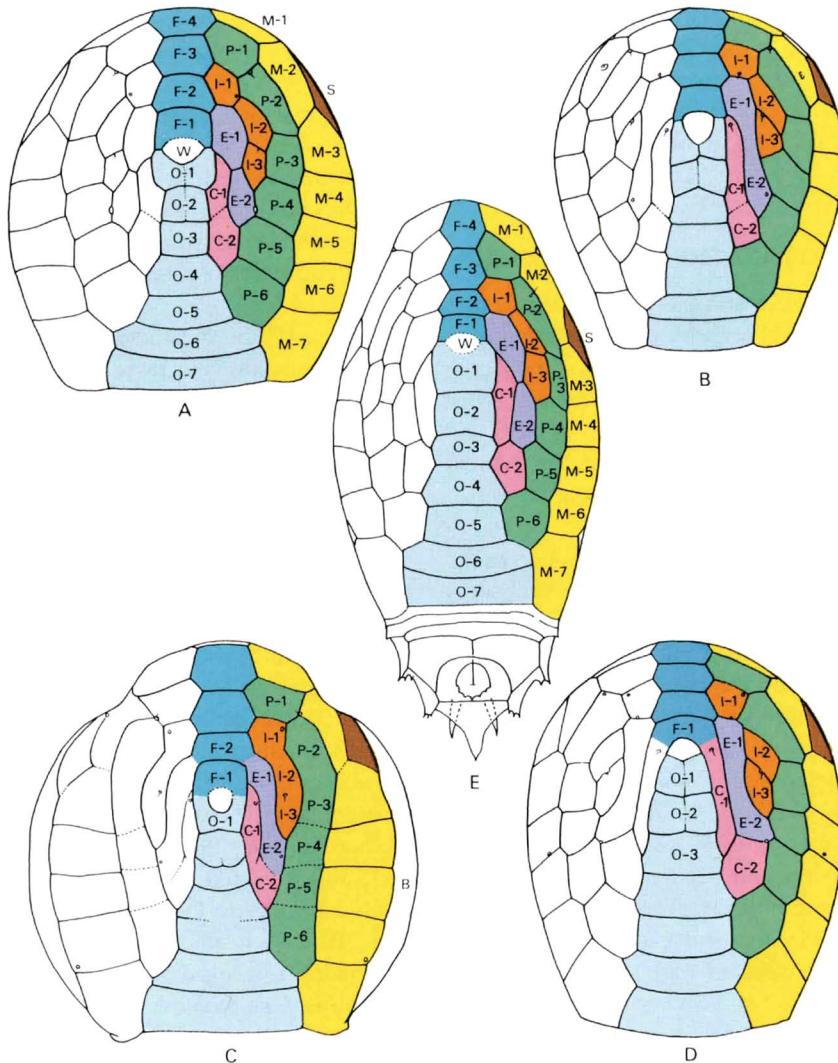 F-4
M-1
F-3
P-1
M-2
F-2
I-1
P-2
S
F-1
E-1
I-2
W
I-3
P-3
M-3
O-1
C-1
O-2
E-2
P-4
M-4
O-3
C-2
P-5
M-5
O-4
P-6
M-6
O-5
O-6
M-7
O-7
A
I-1
E-1
I-2
I-3
C-1
E-2
C-2
B
F-4
M-1
F-3
P-1
M-2
F-2
I-1
P-2
F-1
S
W
E-1
I-2
O-1
I-3
P-3
M-3
C-1
O-2
E-2
P-4
M-4
O-3
C-2
P-5
M-5
O-4
M-6
O-5
P-6
O-6
M-7
O-7
E
P-1
I-1
F-2
P-2
F-1
E-1
I-2
P-3
O-1
I-3
C-1
E-2
P-4
C-2
P-5
B
P-6
C
I-1
F-1
E-1
I-2
O-1
C-1
I-3
O-2
E-2
O-3
C-2
D